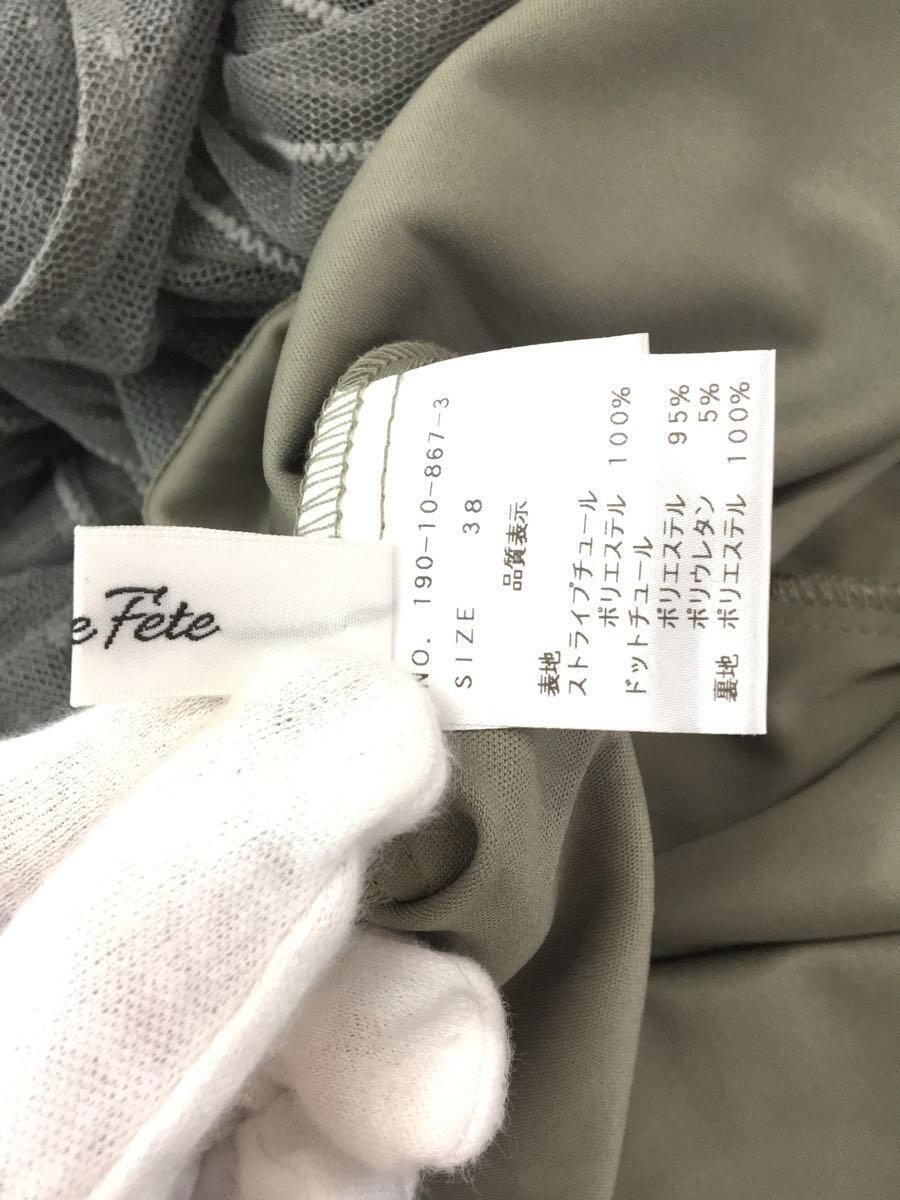 e Fete
NO. 190-10-867-3
SIZE 38
品質表示
表地
ストライプチュール
ポリエステル 100%
ドットチュール
ポリエステル 95%
ポリウレタン 5%
裏地 ポリエステル 100%